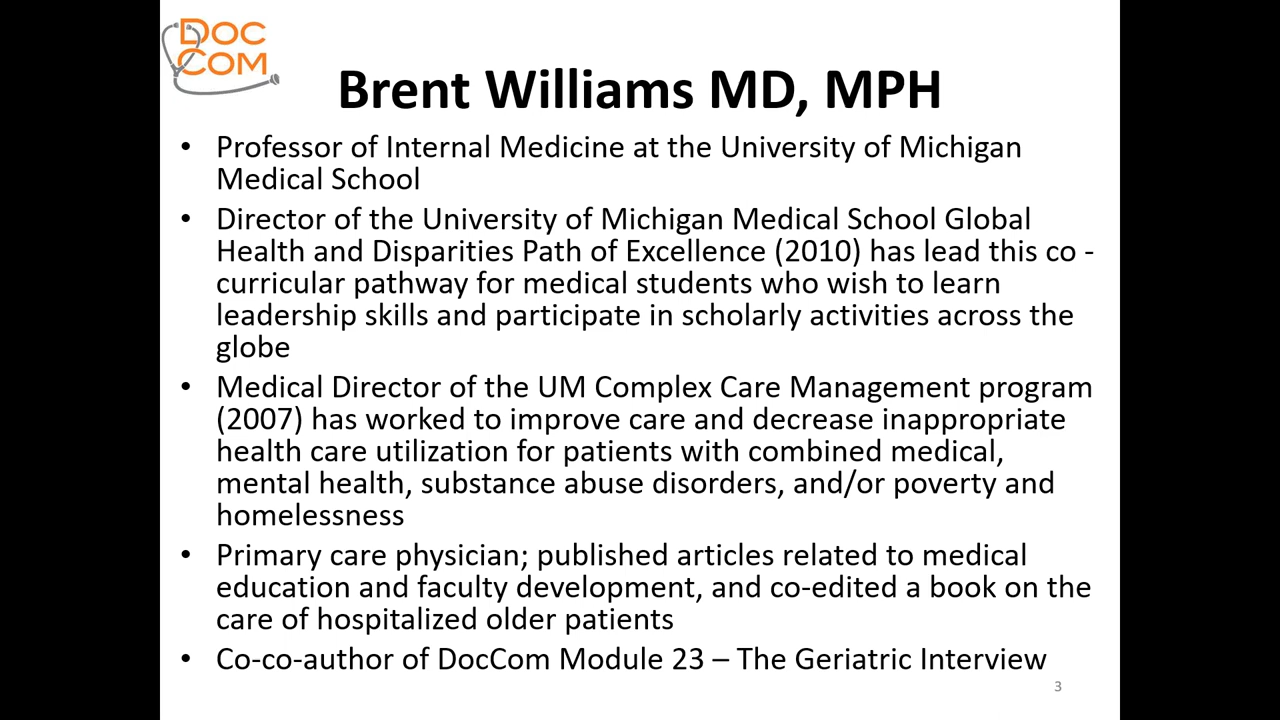 DOC
COM
Brent Williams MD, MPH
• Professor of Internal Medicine at the University of Michigan
Medical School
• Director of the University of Michigan Medical School Global
Health and Disparities Path of Excellence (2010) has lead this co -
curricular pathway for medical students who wish to learn
leadership skills and participate in scholarly activities across the
globe
• Medical Director of the UM Complex Care Management program
(2007) has worked to improve care and decrease inappropriate
health care utilization for patients with combined medical,
mental health, substance abuse disorders, and/or poverty and
homelessness
• Primary care physician; published articles related to medical
education and faculty development, and co-edited a book on the
care of hospitalized older patients
• Co-co-author of DocCom Module 23 – The Geriatric Interview
3